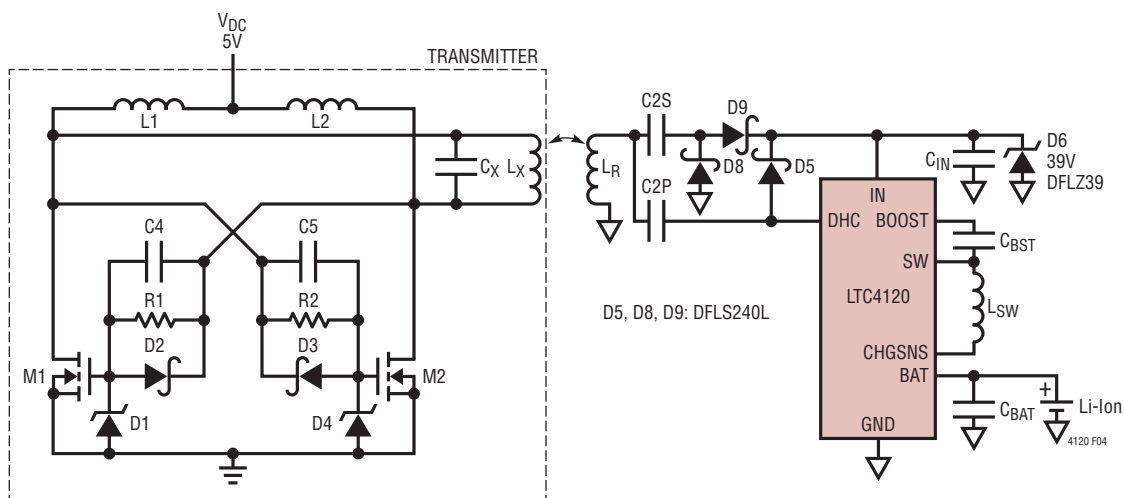 VDC
5V
TRANSMITTER
L1
L2
CX
LX
LR
C2S
D9
D8
D5
C2P
CIN
D6
39V
DFLZ39
IN
DHC
BOOST
SW
LTC4120
CHGSNS
BAT
GND
CBST
LSW
CBAT
+
Li-Ion
4120 F04
D5, D8, D9: DFLS240L
C4
C5
R1
R2
D2
D3
M1
M2
D1
D4